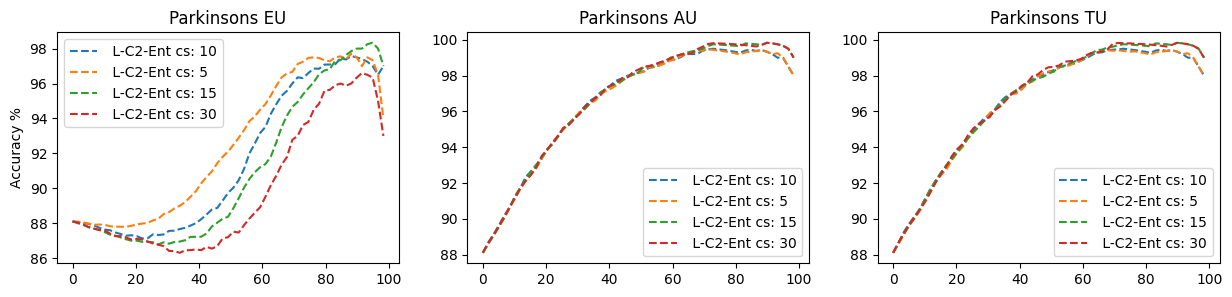 Parkinsons EU
Accuracy %
98
96
94
92
90
88
86
L-C2-Ent cs: 10
L-C2-Ent cs: 5
L-C2-Ent cs: 15
L-C2-Ent cs: 30
0 20 40 60 80 100
Parkinsons AU
100
98
96
94
92
90
88
L-C2-Ent cs: 10
L-C2-Ent cs: 5
L-C2-Ent cs: 15
L-C2-Ent cs: 30
0 20 40 60 80 100
Parkinsons TU
100
98
96
94
92
90
88
L-C2-Ent cs: 10
L-C2-Ent cs: 5
L-C2-Ent cs: 15
L-C2-Ent cs: 30
0 20 40 60 80 100